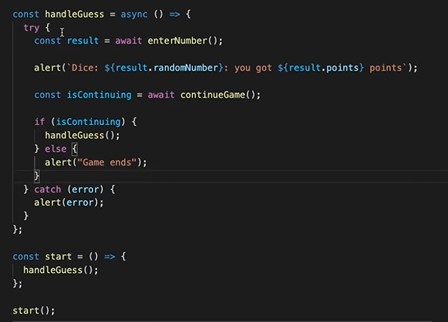 const handleGuess = async () => {
  try {
    const result = await enterNumber();

    alert(`Dice: ${result.randomNumber}: you got ${result.points} points`);

    const isContinuing = await continueGame();

    if (isContinuing) {
      handleGuess();
    } else {
      alert("Game ends");
    }
  } catch (error) {
    alert(error);
  }
};

const start = () => {
  handleGuess();
};

start();